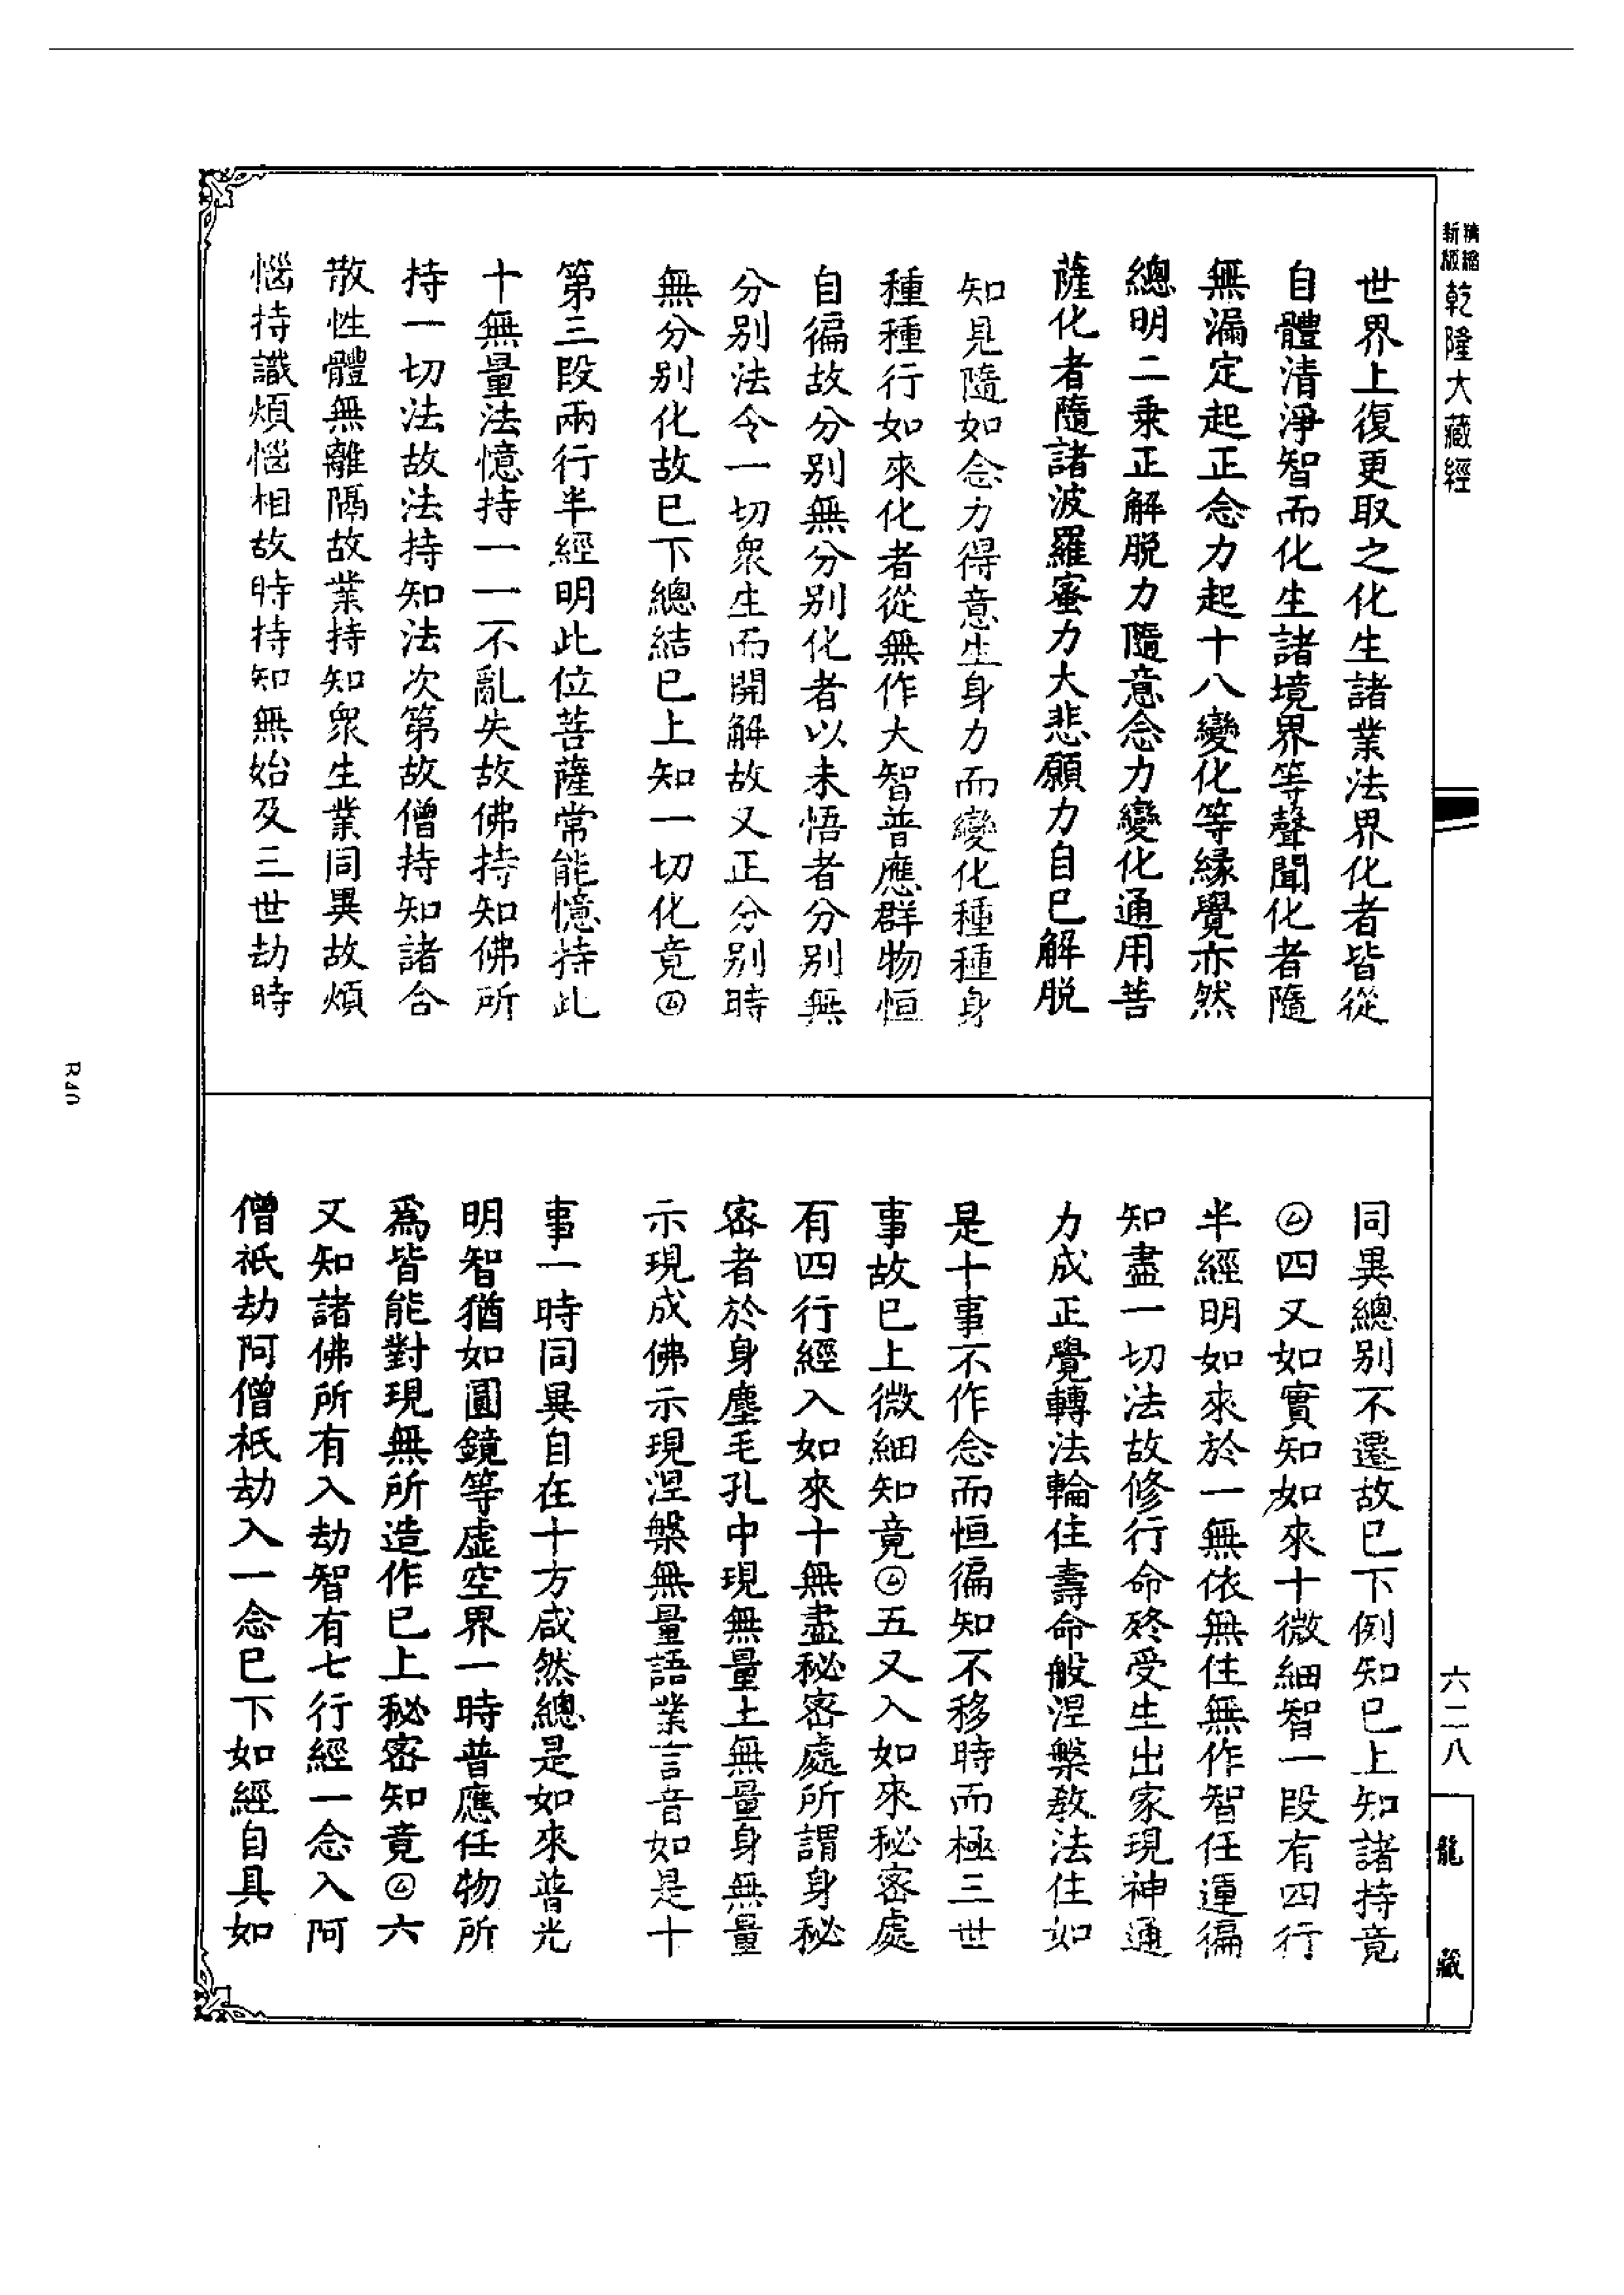 精縮
新版
乾隆大藏經
世界上復更取之化生諸業法界化者皆從
自體清淨智而化生諸境界等聲聞化者隨
無漏定起正念力起十八變化等緣覺亦然
總明二乘正解脫力隨意念力變化通用菩
薩化者隨諸波羅蜜力大悲願力自巳解脫
知見隨如念力得意生身力而變化種種身
種種行如來化者從無作大智普應群物恒
自徧故分別無分別化者以未悟者分別無
分別法令一切衆生而開解故又正分別時
無分別化故巳下總結巳上知一切化竟㊃
第三段兩行半經明此位菩薩常能憶持此
十無量法憶持一一不亂失故佛持知佛所
持一切法故法持知法次第故僧持知諸合
散性體無離隔故業持知衆生業同異故煩
惱持識煩惱相故時持知無始及三世劫時
同異總別不遷故巳下例知巳上知諸持竟
㊃四又如實知如來十微細智一段有四行
半經明如來於一無依無住無作智任運徧
知盡一切法故修行命終受生出家現神通
力成正覺轉法輪住壽命般涅槃教法住如
是十事不作念而恒徧知不移時而極三世
事故巳上微細知竟㊃五又入如來秘密處
有四行經入如來十無盡秘密處所謂身秘
密者於身塵毛孔中現無量土無量身無量
示現成佛示現涅槃無量語業言音如是十
事一時同異自在十方咸然總是如來普光
明智猶如圓鏡等虛空界一時普應任物所
爲皆能對現無所造作巳上秘密知竟㊃六
又知諸佛所有入劫智有七行經一念入阿
僧祇劫阿僧祇劫入一念巳下如經自具如
六二八
龍藏
R40